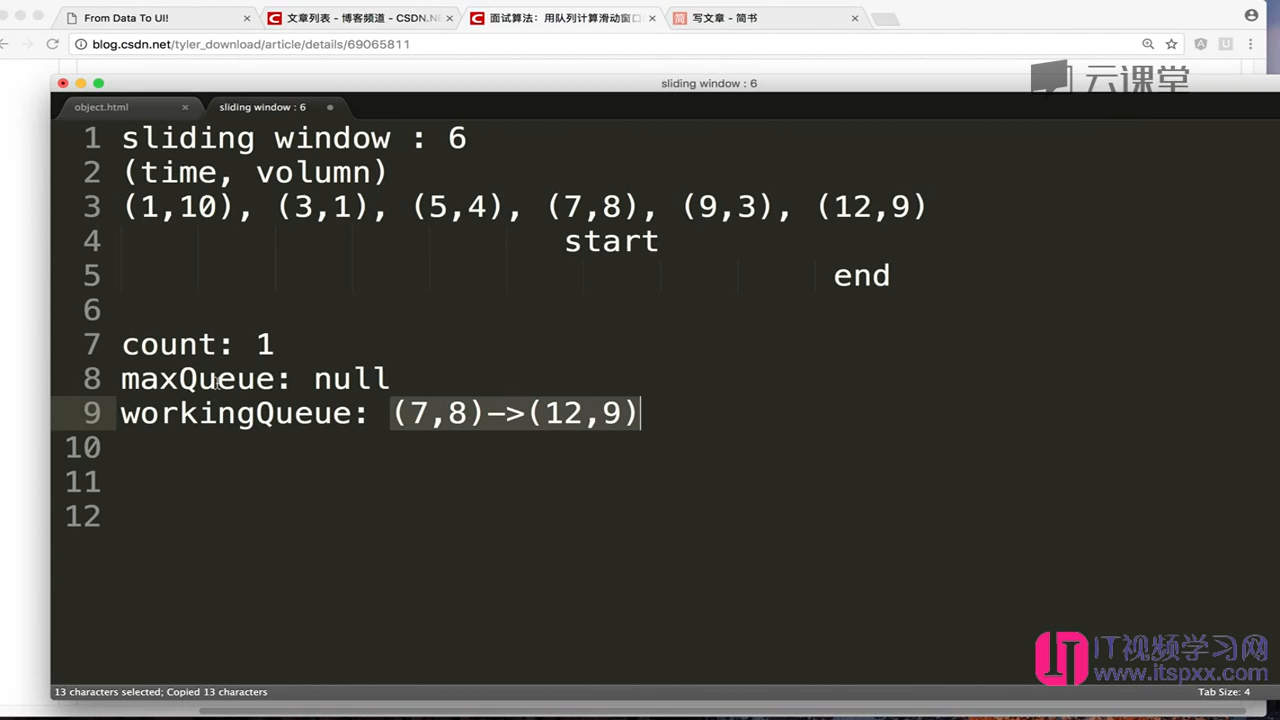 From Data To UI!
文章列表 - 博客频道 - CSDN.NE
面试算法：用队列计算滑动窗口
写文章 - 简书
blog.csdn.net/tyler_download/article/details/69065811
sliding window : 6
云课堂
object.html
sliding window : 6
1 sliding window : 6
2 (time, volumn)
3 (1,10), (3,1), (5,4), (7,8), (9,3), (12,9)
4 start
5 end
6
7 count: 1
8 maxQueue: null
9 workingQueue: (7,8)->(12,9)
10
11
12
IT视频学习网
www.itspxx.com
13 characters selected; Copied 13 characters
Tab Size: 4